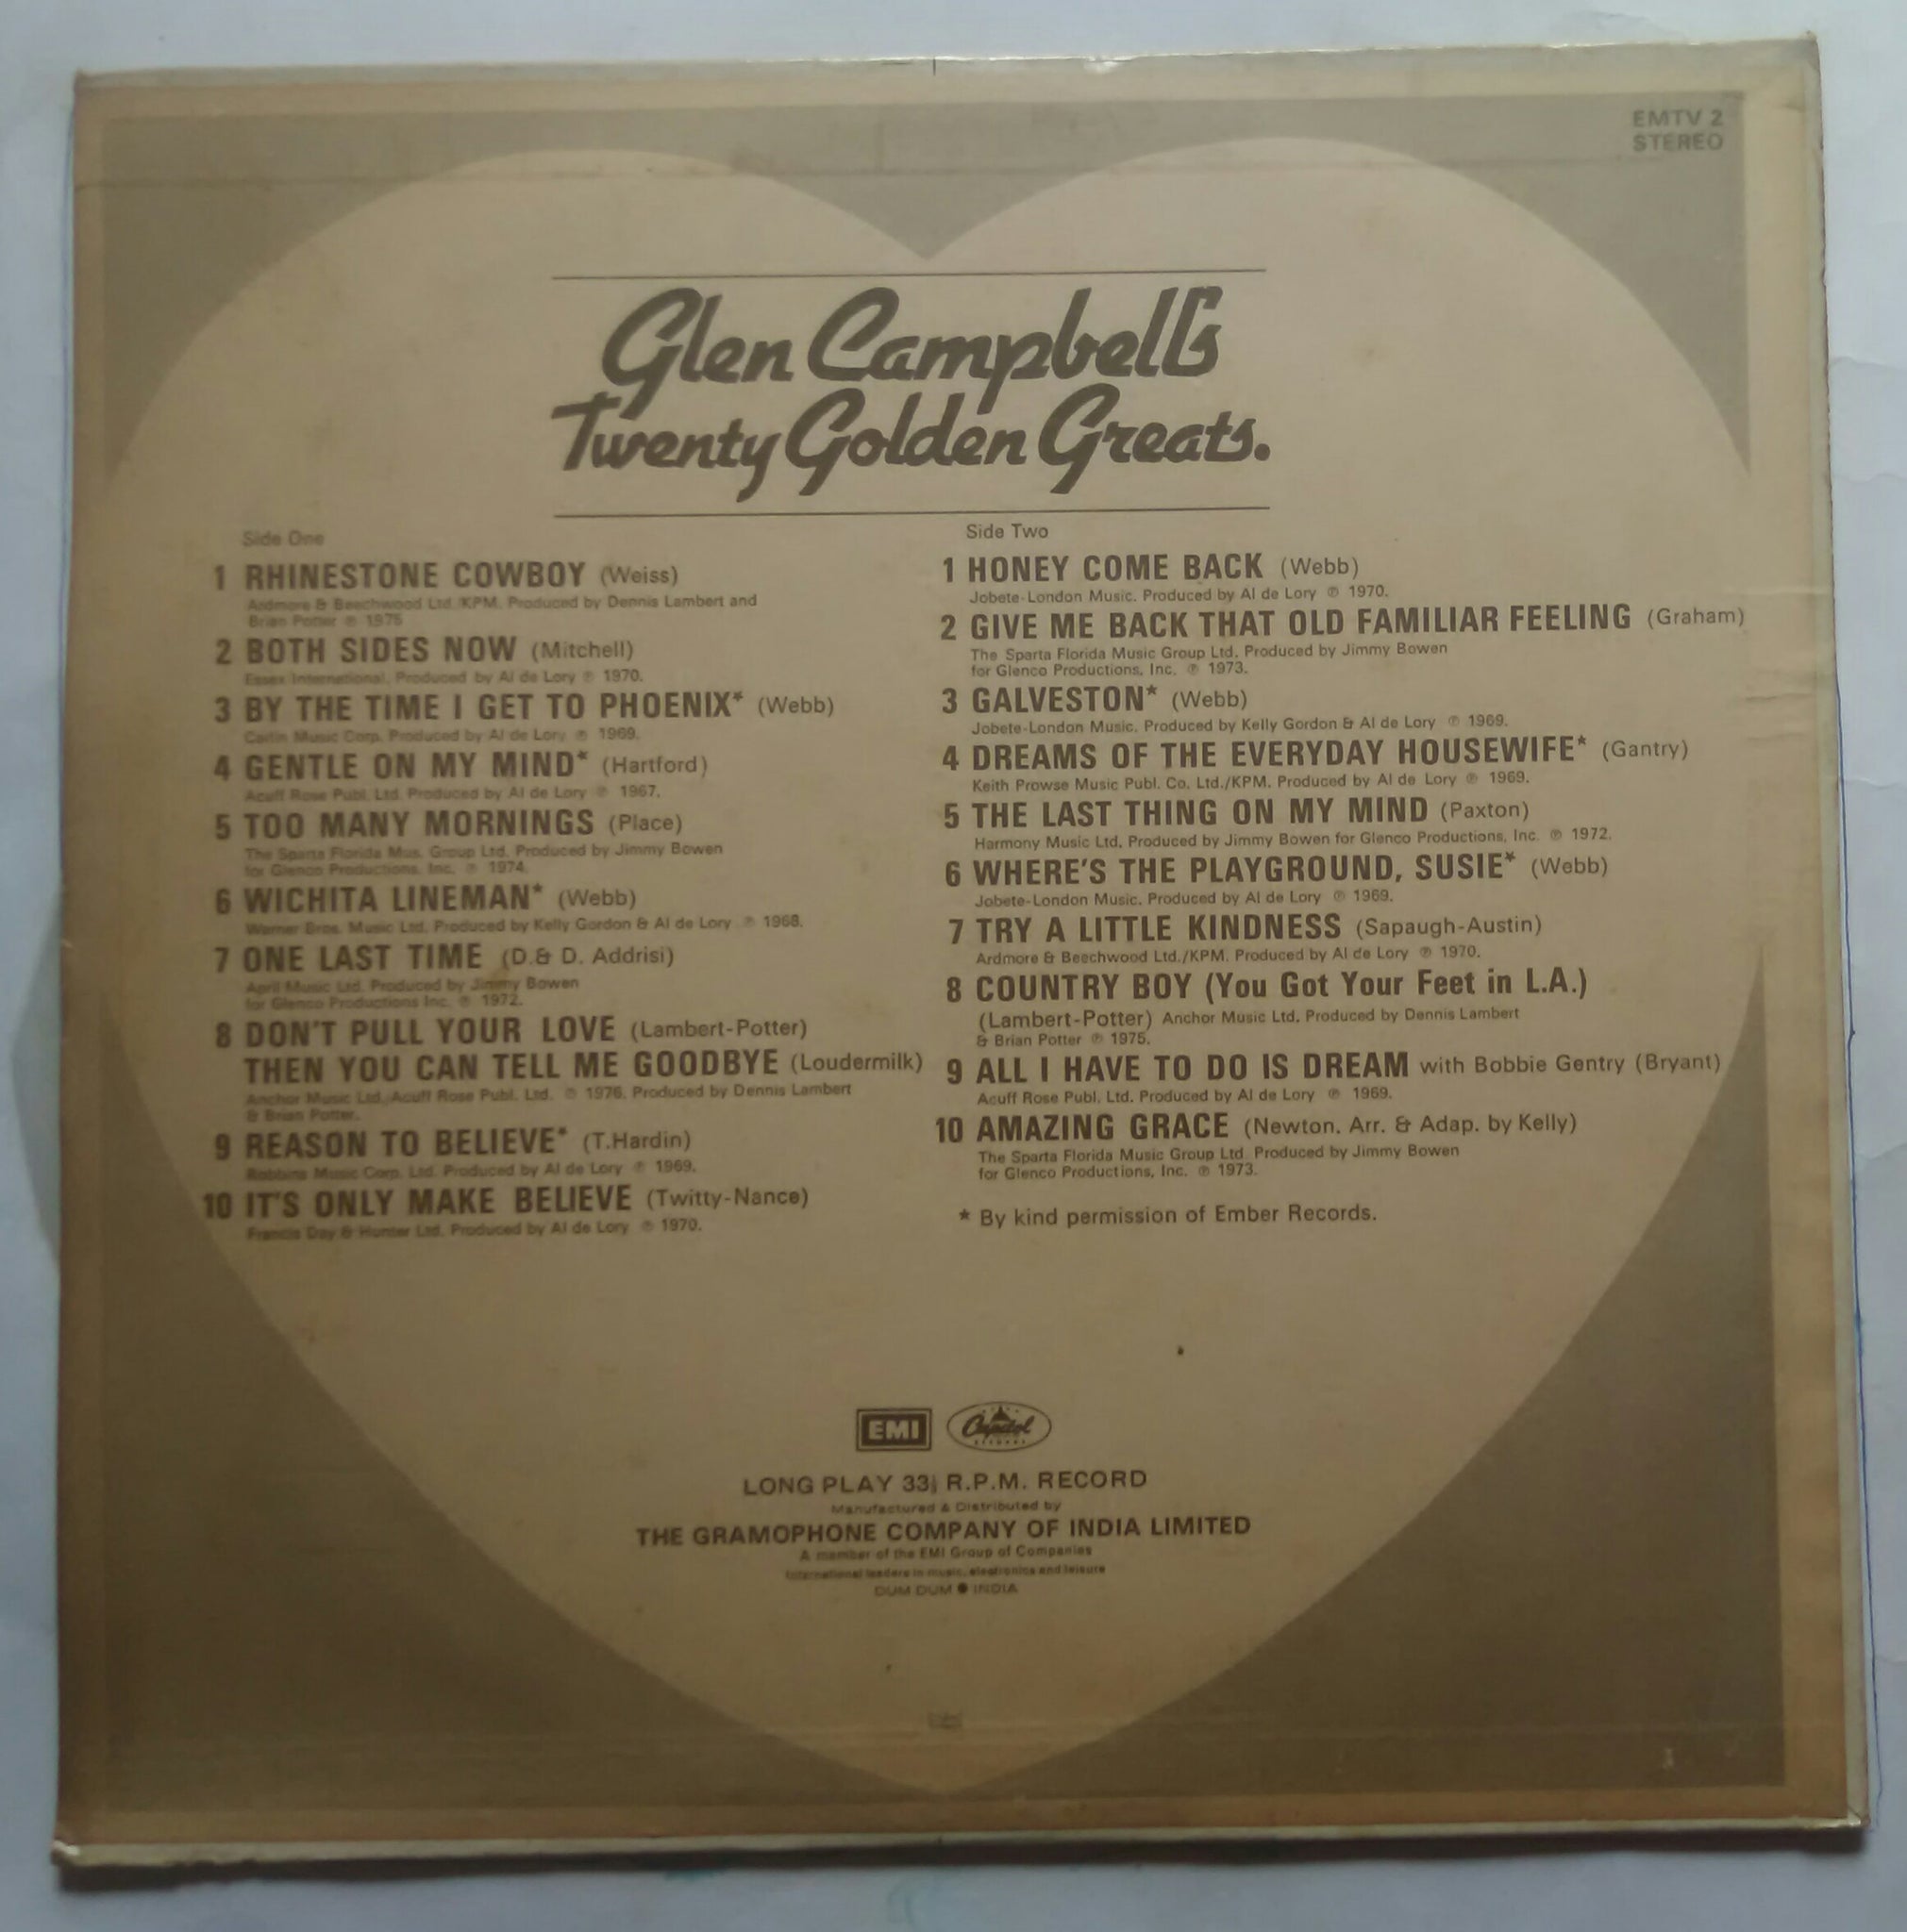 EMTV 2
STEREO
Glen Campbell's
Twenty Golden Greats.
Side One
1 RHINESTONE COWBOY (Weiss)
Ardmore & Beechwood Ltd./KPM. Produced by Dennis Lambert and
Brian Potter ℗ 1975
2 BOTH SIDES NOW (Mitchell)
Essex International. Produced by Al de Lory ℗ 1970.
3 BY THE TIME I GET TO PHOENIX* (Webb)
Carlin Music Corp. Produced by Al de Lory ℗ 1969.
4 GENTLE ON MY MIND* (Hartford)
Acuff Rose Publ. Ltd. Produced by Al de Lory ℗ 1967.
5 TOO MANY MORNINGS (Place)
The Sparta Florida Mus. Group Ltd. Produced by Jimmy Bowen
for Glenco Productions, Inc. ℗ 1974.
6 WICHITA LINEMAN* (Webb)
Warner Bros. Music Ltd. Produced by Kelly Gordon & Al de Lory ℗ 1968.
7 ONE LAST TIME (D.& D. Addrisi)
April Music Ltd. Produced by Jimmy Bowen
for Glenco Productions Inc. ℗ 1972.
8 DON'T PULL YOUR LOVE (Lambert-Potter)
THEN YOU CAN TELL ME GOODBYE (Loudermilk)
Anchor Music Ltd./Acuff Rose Publ. Ltd. ℗ 1976. Produced by Dennis Lambert
& Brian Potter.
9 REASON TO BELIEVE* (T.Hardin)
Robbins Music Corp. Ltd. Produced by Al de Lory ℗ 1969.
10 IT'S ONLY MAKE BELIEVE (Twitty-Nance)
Francis Day & Hunter Ltd. Produced by Al de Lory ℗ 1970.
Side Two
1 HONEY COME BACK (Webb)
Jobete-London Music. Produced by Al de Lory ℗ 1970.
2 GIVE ME BACK THAT OLD FAMILIAR FEELING (Graham)
The Sparta Florida Music Group Ltd. Produced by Jimmy Bowen
for Glenco Productions, Inc. ℗ 1973.
3 GALVESTON* (Webb)
Jobete-London Music. Produced by Kelly Gordon & Al de Lory ℗ 1969.
4 DREAMS OF THE EVERYDAY HOUSEWIFE* (Gantry)
Keith Prowse Music Publ. Co. Ltd./KPM. Produced by Al de Lory ℗ 1969.
5 THE LAST THING ON MY MIND (Paxton)
Harmony Music Ltd. Produced by Jimmy Bowen for Glenco Productions, Inc. ℗ 1972.
6 WHERE'S THE PLAYGROUND, SUSIE* (Webb)
Jobete-London Music. Produced by Al de Lory ℗ 1969.
7 TRY A LITTLE KINDNESS (Sapaugh-Austin)
Ardmore & Beechwood Ltd./KPM. Produced by Al de Lory ℗ 1970.
8 COUNTRY BOY (You Got Your Feet in L.A.)
(Lambert-Potter) Anchor Music Ltd. Produced by Dennis Lambert
& Brian Potter ℗ 1975.
9 ALL I HAVE TO DO IS DREAM with Bobbie Gentry (Bryant)
Acuff Rose Publ. Ltd. Produced by Al de Lory ℗ 1969.
10 AMAZING GRACE (Newton. Arr. & Adap. by Kelly)
The Sparta Florida Music Group Ltd. Produced by Jimmy Bowen
for Glenco Productions, Inc. ℗ 1973.
* By kind permission of Ember Records.
EMI Capitol RECORDS
LONG PLAY 33⅓ R.P.M. RECORD
Manufactured & Distributed by
THE GRAMOPHONE COMPANY OF INDIA LIMITED
A member of the EMI Group of Companies
International leaders in music, electronics and leisure
DUM DUM ● INDIA